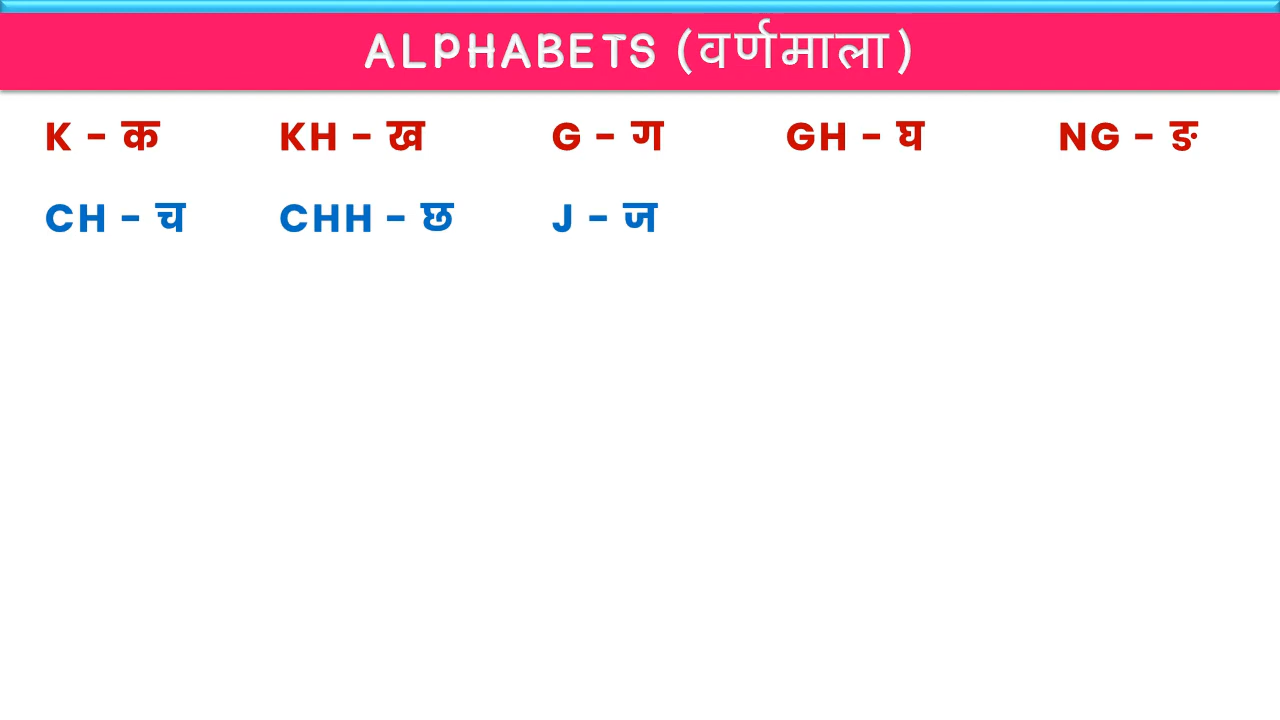 ALPHABETS (वर्णमाला)
K - क KH - ख G - ग GH - घ NG - ङ
CH - च CHH - छ J - ज